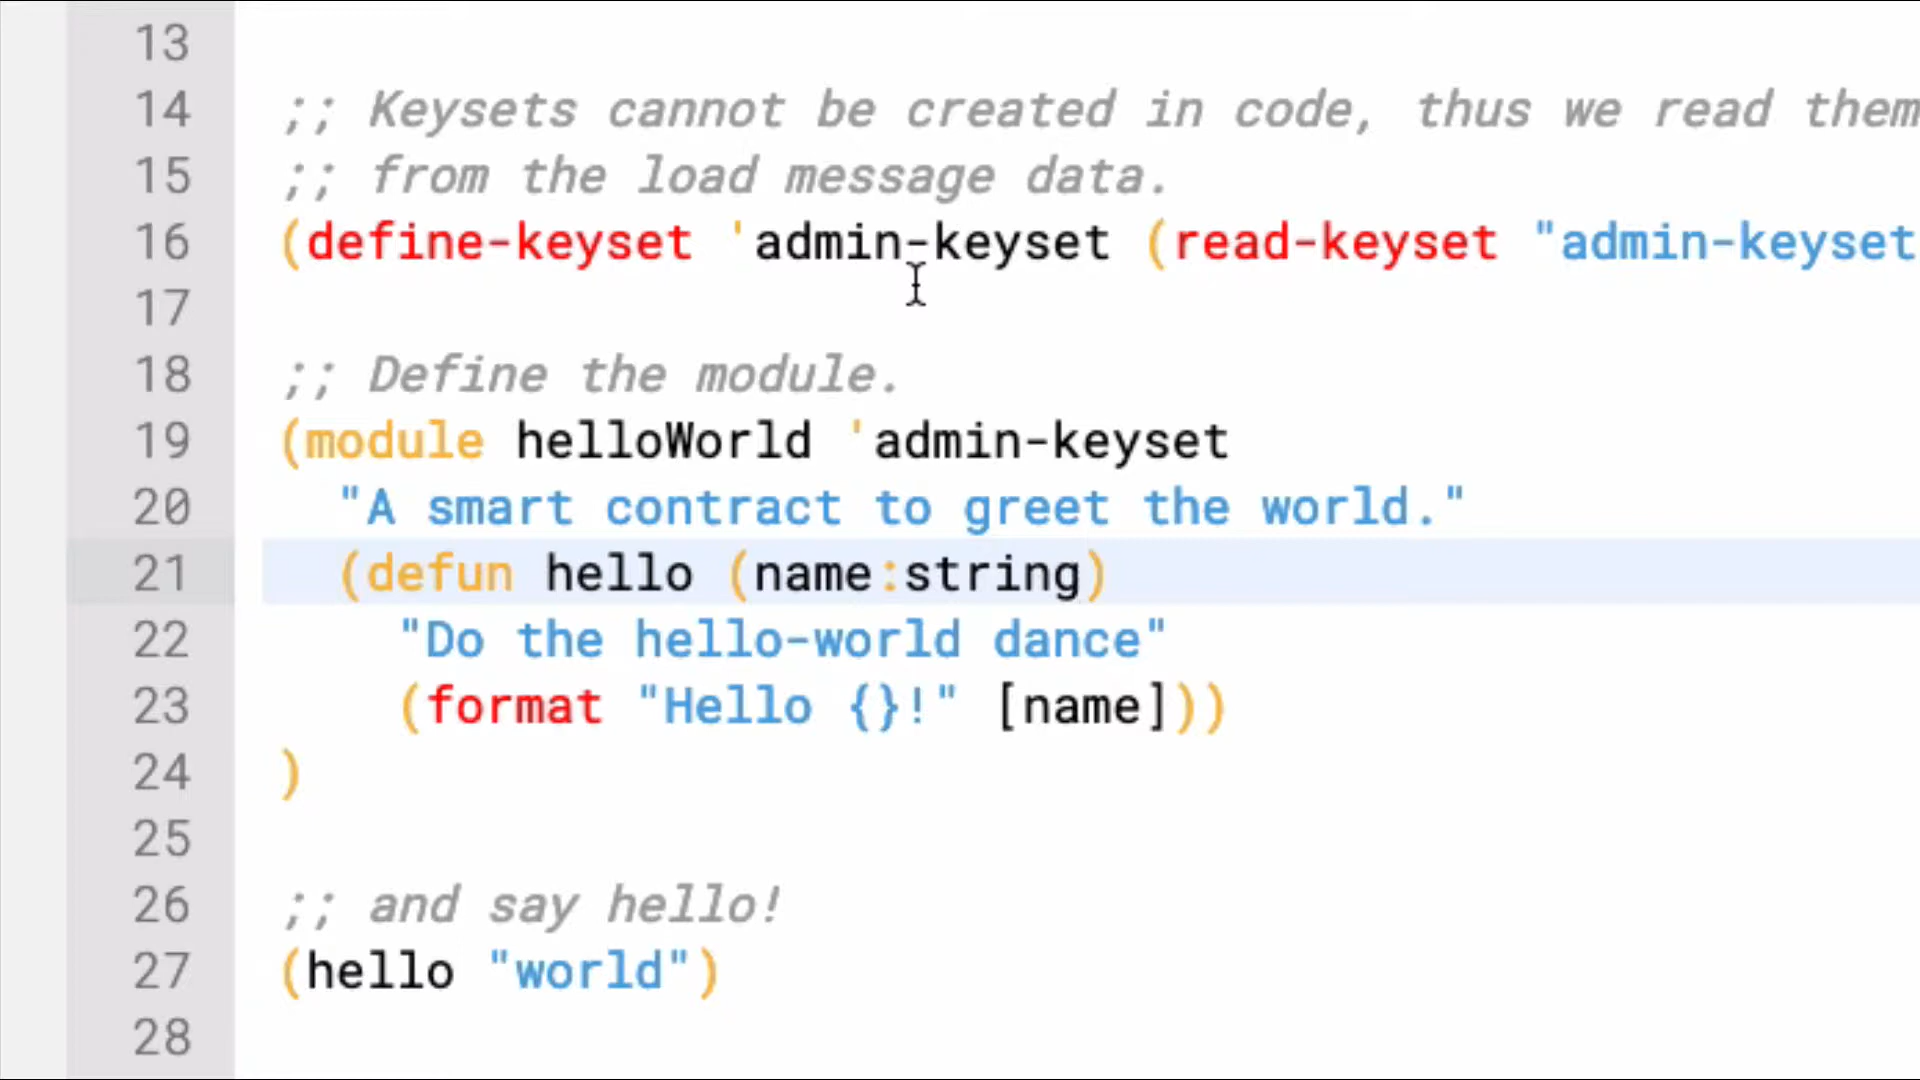 13
14 ;; Keysets cannot be created in code, thus we read them
15 ;; from the load message data.
16 (define-keyset 'admin-keyset (read-keyset "admin-keyset
17
18 ;; Define the module.
19 (module helloWorld 'admin-keyset
20 "A smart contract to greet the world."
21 (defun hello (name:string)
22 "Do the hello-world dance"
23 (format "Hello {}!" [name]))
24 )
25
26 ;; and say hello!
27 (hello "world")
28